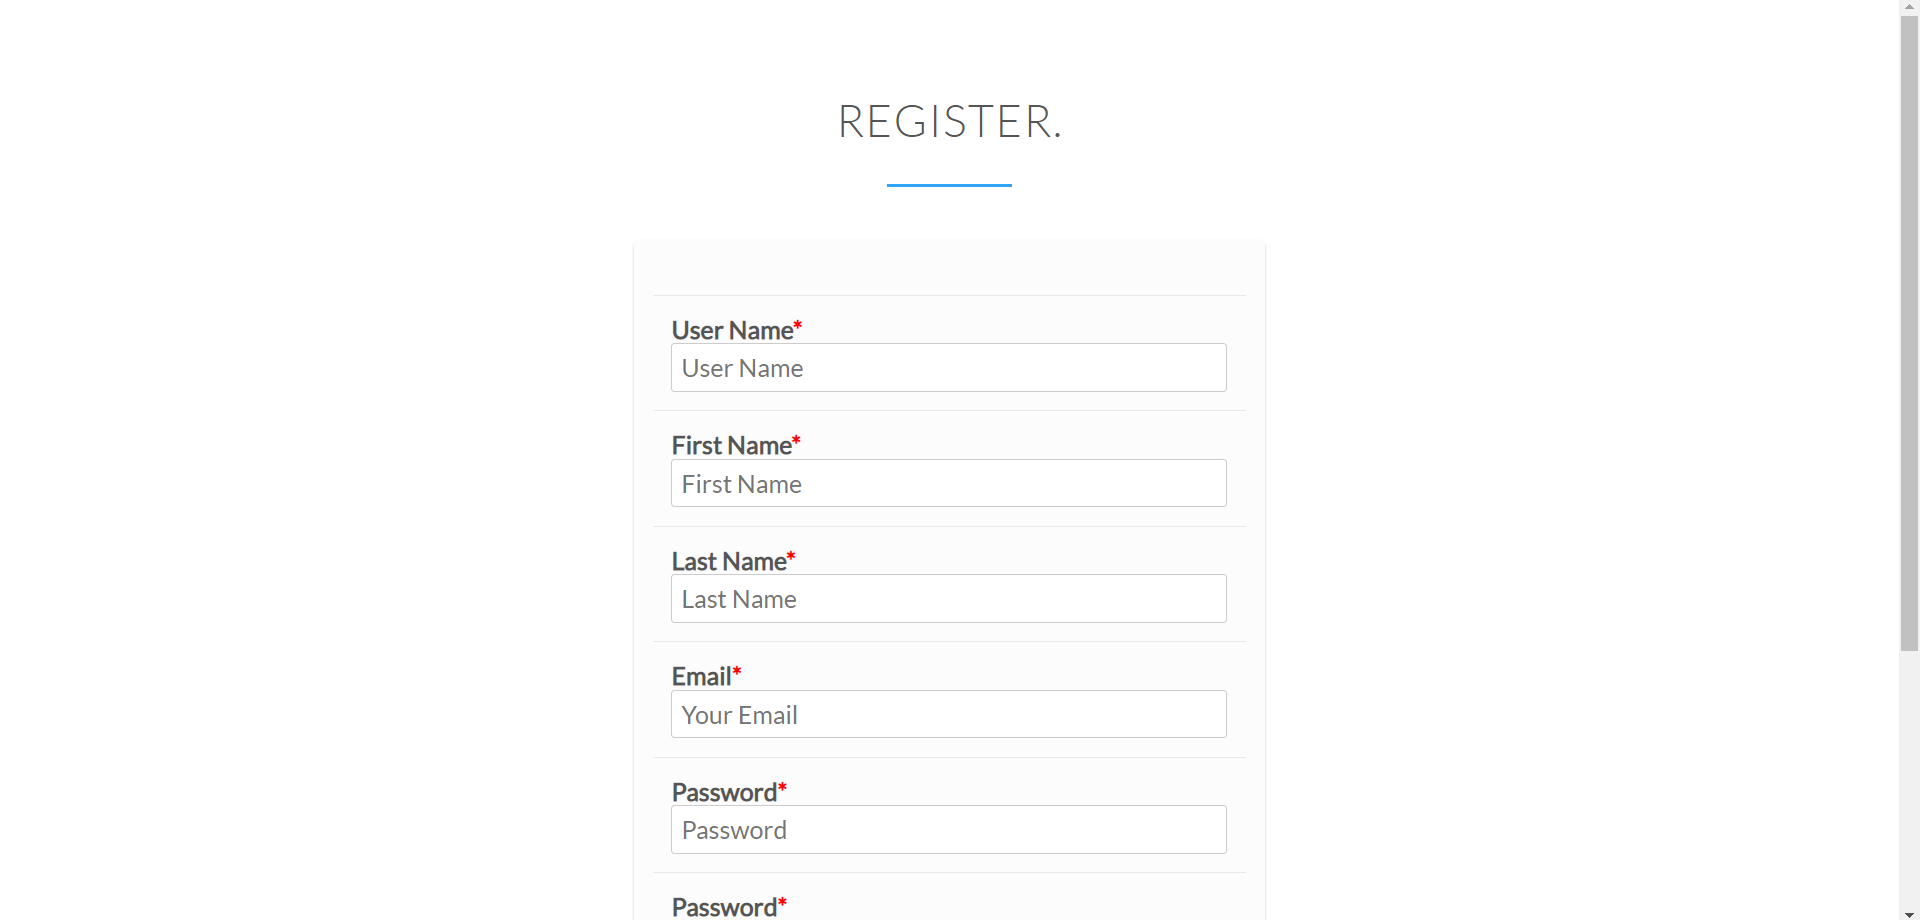 REGISTER.
User Name*
User Name
First Name*
First Name
Last Name*
Last Name
Email*
Your Email
Password*
Password
Password*